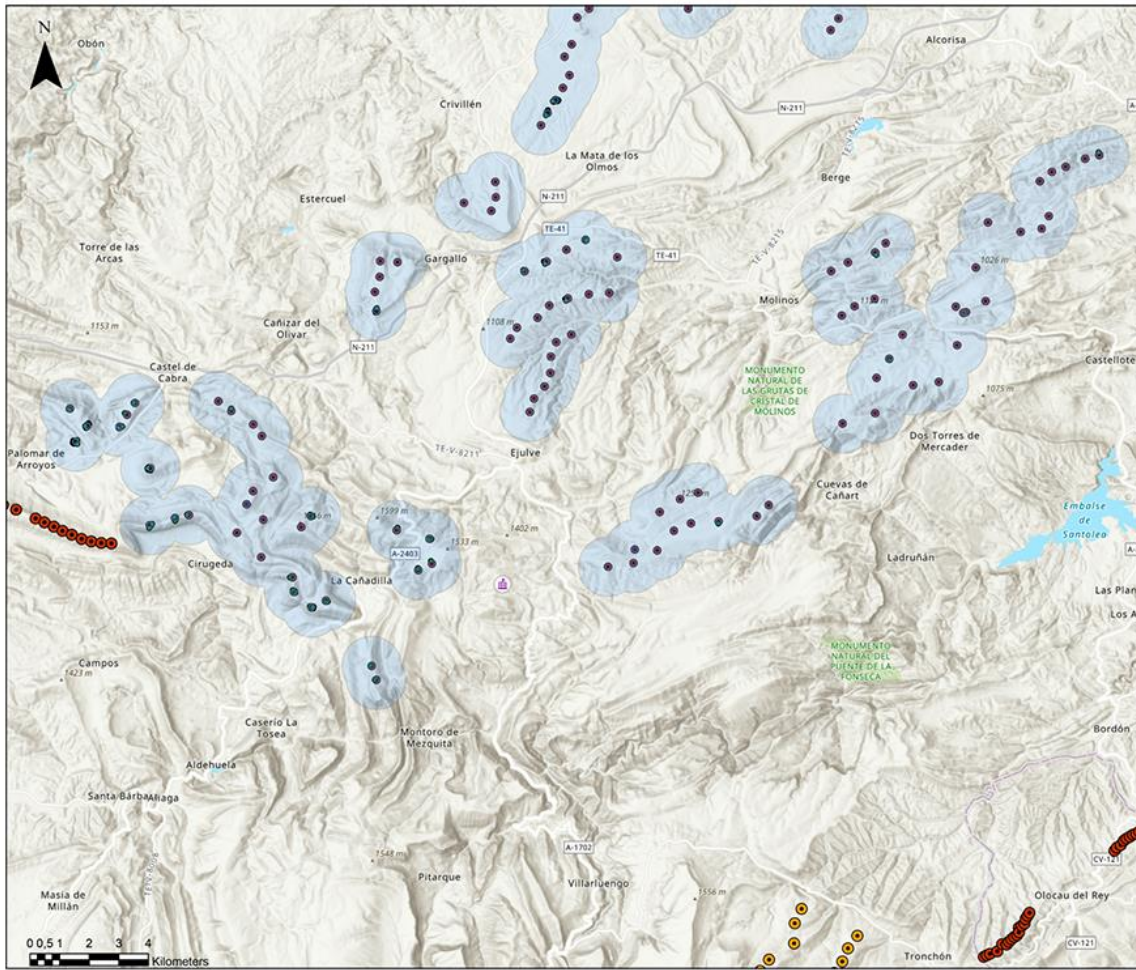 N
Obón
Alcorisa
Crivillén
N-211
TE-V-8215
La Mata de los
Olmos
Berge
Estercuel
N-211
TE-41
Torre de las
Arcas
Gargallo
TE-41
TE-V-8215
1026 m
Molinos
1153 m
Cañizar del
Olivar
1108 m
N-211
Castel de
Cabra
MONUMENTO
NATURAL DE
LAS GRUTAS DE
CRISTAL DE
MOLINOS
Castellote
1075 m
Palomar de
Arroyos
TE-V-8211
Ejulve
Dos Torres de
Mercader
Cuevas de
Cañart
1599 m
1402 m
Embalse
de
Santolea
A-2403
1533 m
Cirugeda
La Cañadilla
Ladruñán
Las Plan
Los A
MONUMENTO
NATURAL DEL
PUENTE DE LA
FONSECA
Campos
1423 m
Caserío La
Tosea
Montoro de
Mezquita
Bordón
Aldehuela
Santa Bárba
Aliaga
1548 m
A-1702
CV-121
Pitarque
Villarluengo
Masía de
Millán
1556 m
Olocau del Rey
Tronchón
CV-121
0 0,5 1 2 3 4
Kilometers